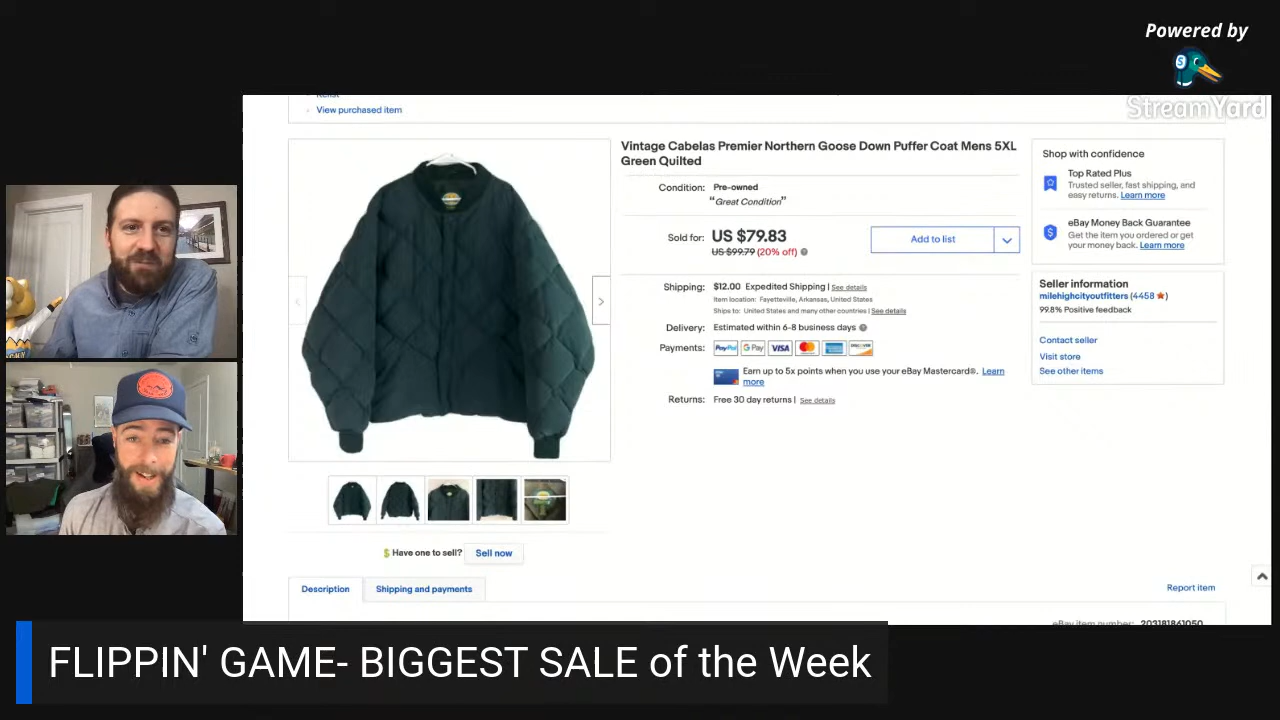 Powered by
S
StreamYard
Relist
View purchased item
Vintage Cabelas Premier Northern Goose Down Puffer Coat Mens 5XL
Green Quilted
Condition: Pre-owned
“Great Condition”
Sold for: US $79.83
US $99.79 (20% off)
Add to list
Shipping: $12.00 Expedited Shipping | See details
Item location: Fayetteville, Arkansas, United States
Ships to: United States and many other countries | See details
Delivery: Estimated within 6-8 business days
Payments: PayPal G Pay VISA
Earn up to 5x points when you use your eBay Mastercard®. Learn
more
Returns: Free 30 day returns | See details
Shop with confidence
Top Rated Plus
Trusted seller, fast shipping, and
easy returns. Learn more
eBay Money Back Guarantee
Get the item you ordered or get
your money back. Learn more
Seller information
milehighcityoutfitters (4458 )
99.8% Positive feedback
Contact seller
Visit store
See other items
Have one to sell? Sell now
Description
Shipping and payments
Report item
eBay item number: 203181861050
FLIPPIN' GAME- BIGGEST SALE of the Week